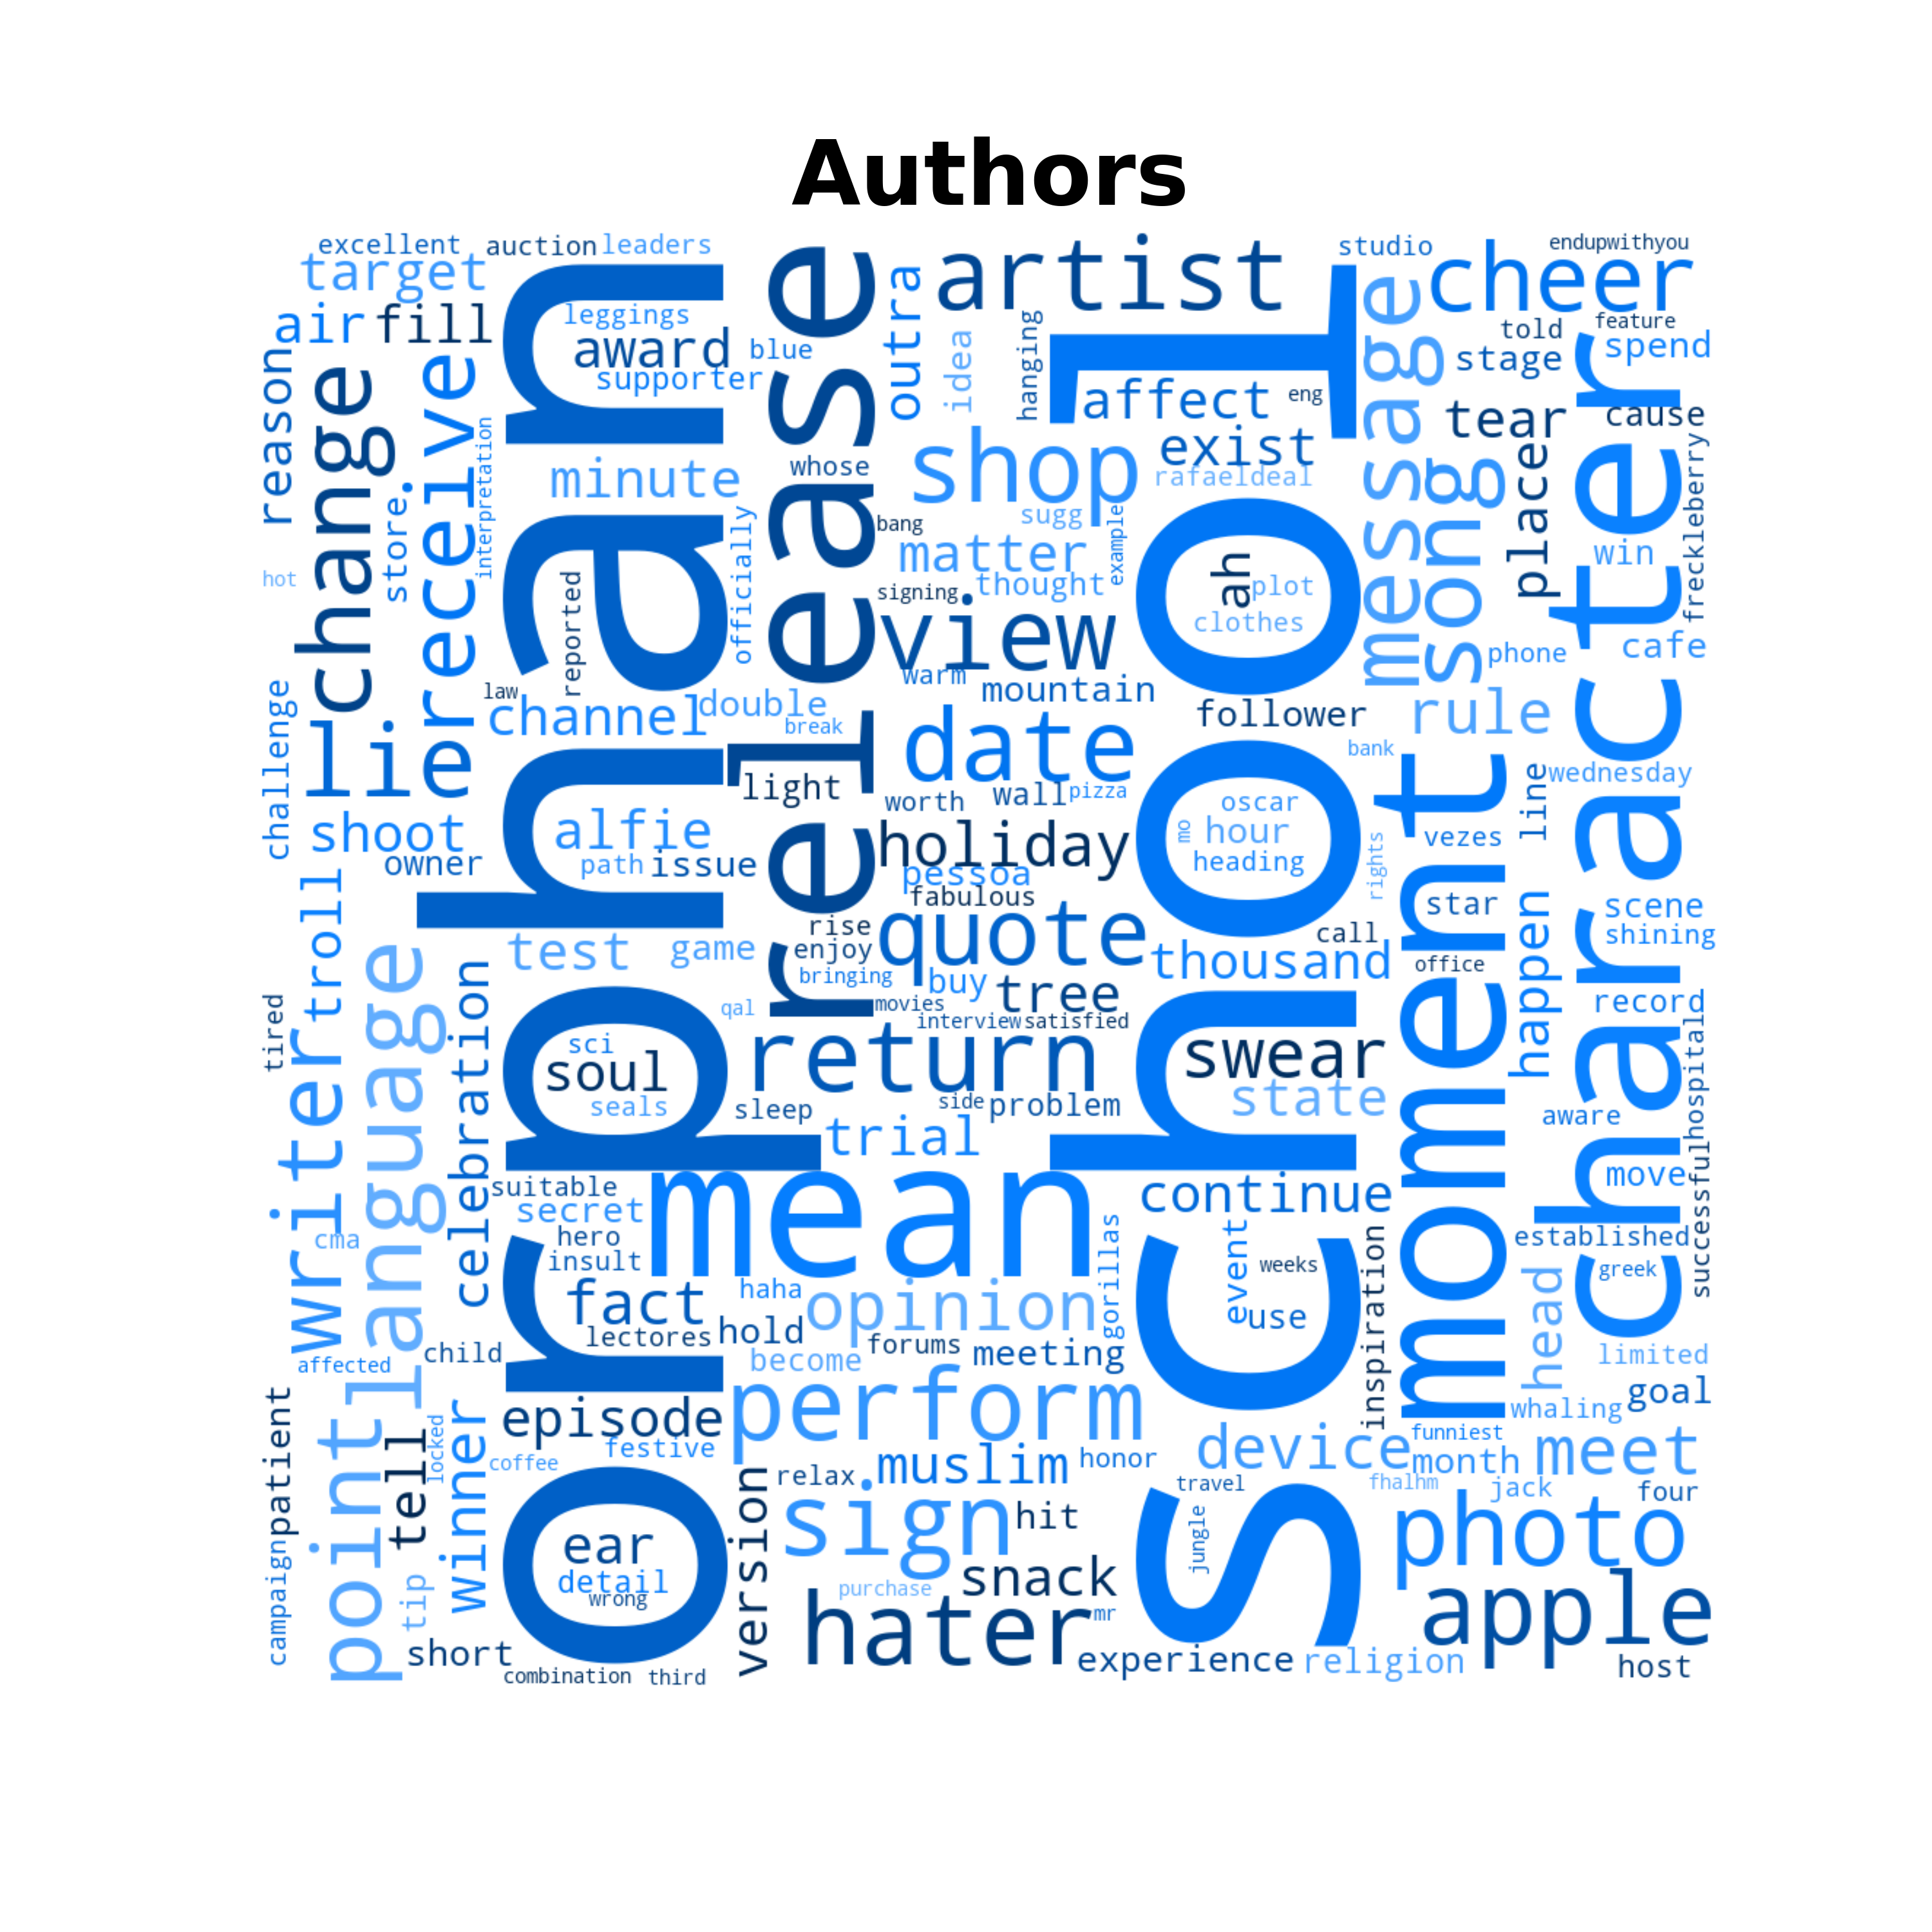 Authors
excellent auction leaders studio endupwithyou
target artist cheer
air fill leggings outra told feature
award blue idea hanging stage spend
supporter affect eng message
reason change receive orphan release school character
tear cause
exist
interpretation minute whose shop rafaeldeal song place freckleberry
store officially bang sugg example
matter ah win
hot reported signing thought plot
clothes
view cafe
warm phone
law mountain
channel double follower rule
break bank
challenge lie date wednesday
light moment line
worth wall pizza oscar
shoot alfie holiday mo hour vezes
owner path issue pessoa heading rights
fabulous star scene
troll rise quote call happen shining
test game enjoy thousand office
bringing buy tree record
language celebration qal movies
tired sci interview satisfied
writer soul return swear hospitald
seals sleep side problem state aware
trial
suitable mean continue move successful
secret
cma hero gorillas event established
insult weeks inspiration greek
fact haha opinion use head
lectores hold forums
affected child become meeting limited
goal
patient point tell locked winner episode perform whaling
festive device funniest
coffee muslim honor month meet
campaign version relax travel fhalhm jack four
sign hit jungle photo
ear
tip detail snack
wrong purchase apple
hater mr
short experience religion host
combination third